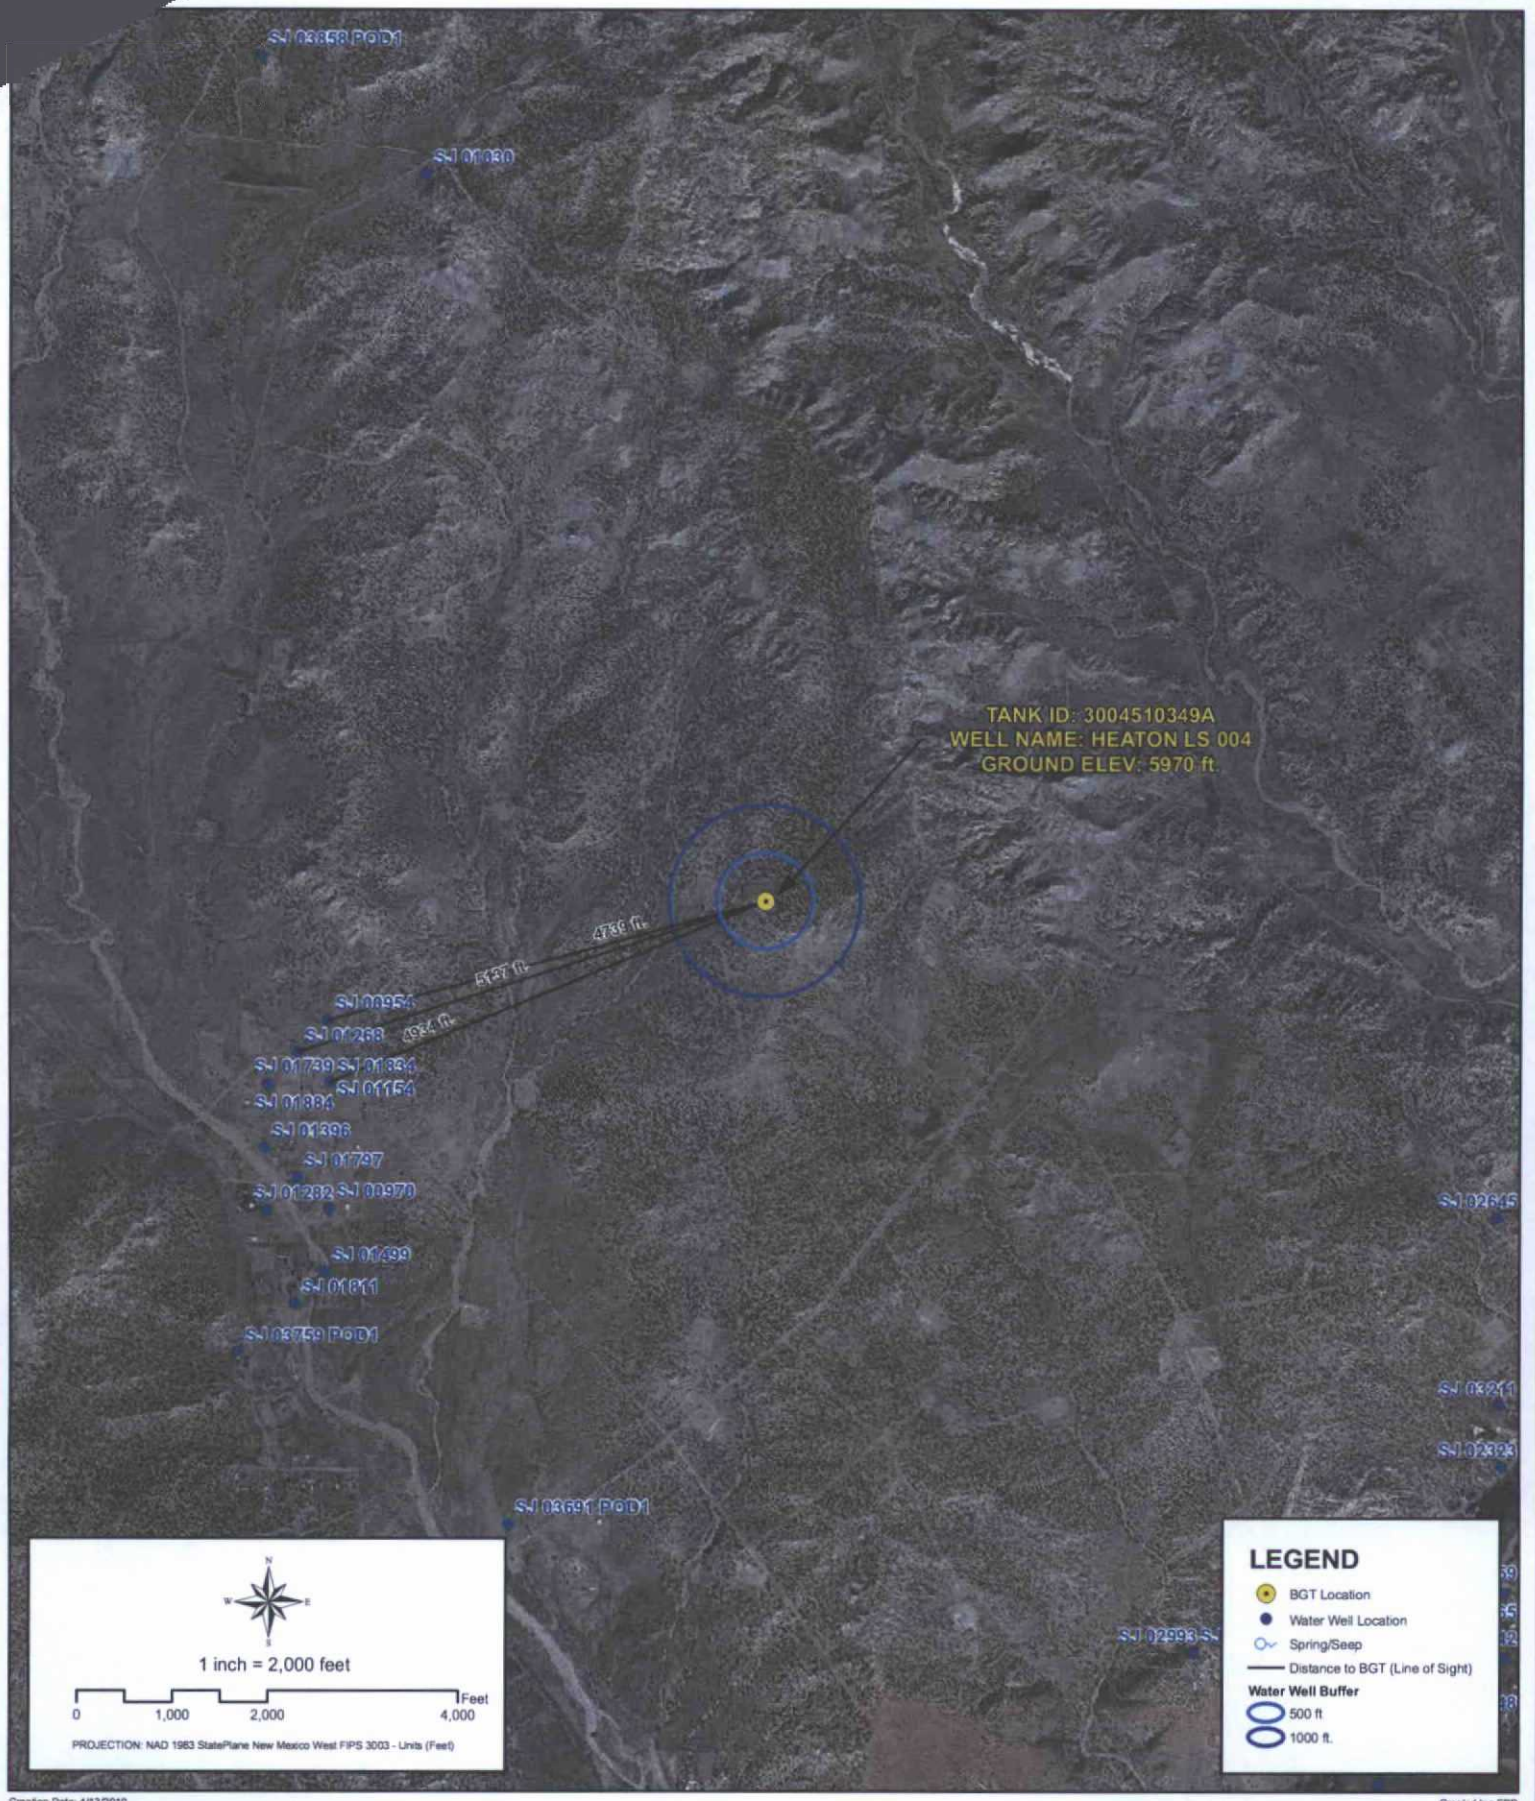 SJ 03858 POD1
SJ 01030
TANK ID: 3004510349A
WELL NAME: HEATON LS 004
GROUND ELEV: 5970 ft.
4739 ft.
5137 ft.
SJ 00954
4934 ft.
SJ 01268
SJ 01739 SJ 01834
SJ 01154
SJ 01884
SJ 01396
SJ 01797
SJ 01282 SJ 00970
SJ 02645
SJ 01499
SJ 01811
SJ 03759 POD1
SJ 03211
SJ 02323
SJ 03691 POD1
SJ 02993 SJ
N
W E
S
1 inch = 2,000 feet
Feet
0 1,000 2,000 4,000
PROJECTION: NAD 1983 StatePlane New Mexico West FIPS 3003 - Units (Feet)
LEGEND
BGT Location
Water Well Location
Spring/Seep
Distance to BGT (Line of Sight)
Water Well Buffer
500 ft
1000 ft.